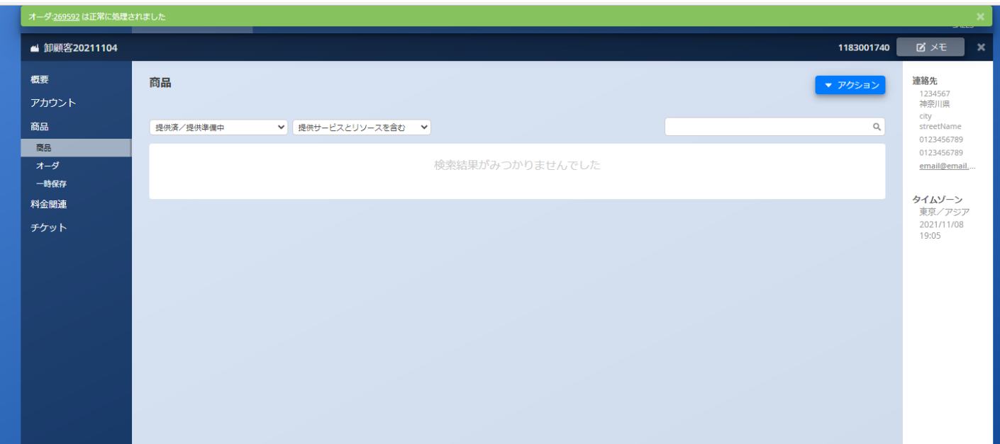 オーダ:269592 は正常に処理されました
卸顧客20211104
1183001740
メモ
概要
アカウント
商品
商品
オーダ
一時保存
料金関連
チケット
商品
アクション
提供済／提供準備中
提供サービスとリソースを含む
検索結果がみつかりませんでした
連絡先
1234567
神奈川県
city
streetName
0123456789
0123456789
email@email....
タイムゾーン
東京／アジア
2021/11/08
19:05